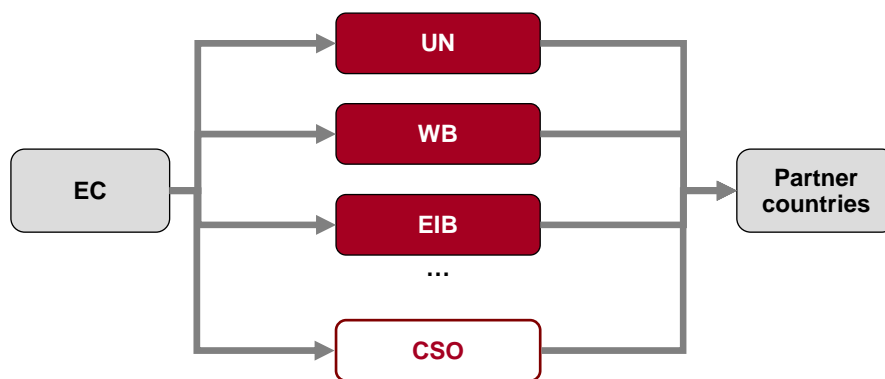 UN
WB
EC
Partner
countries
EIB
...
CSO